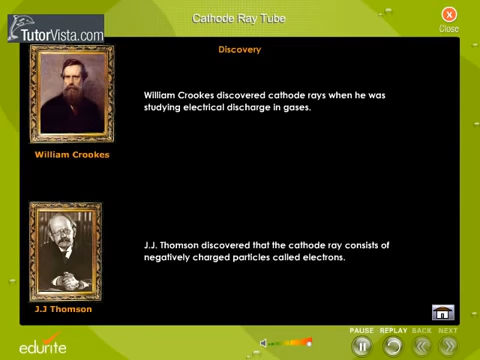 Cathode Ray Tube
Close
TutorVista.com
Discovery
William Crookes discovered cathode rays when he was
studying electrical discharge in gases.
William Crookes
J.J. Thomson discovered that the cathode ray consists of
negatively charged particles called electrons.
J.J Thomson
PAUSE REPLAY BACK NEXT
edurite